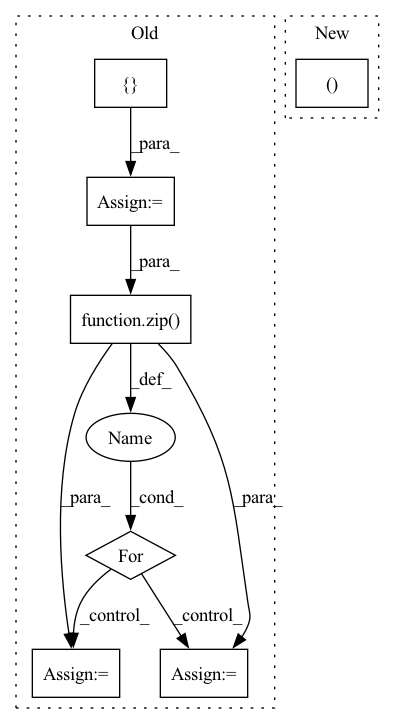 Old
New
{}
()
_para_
Assign:=
_para_
function.zip()
_def_
Name
_para_
_cond_
_para_
For
_control_
_control_
Assign:=
Assign:=